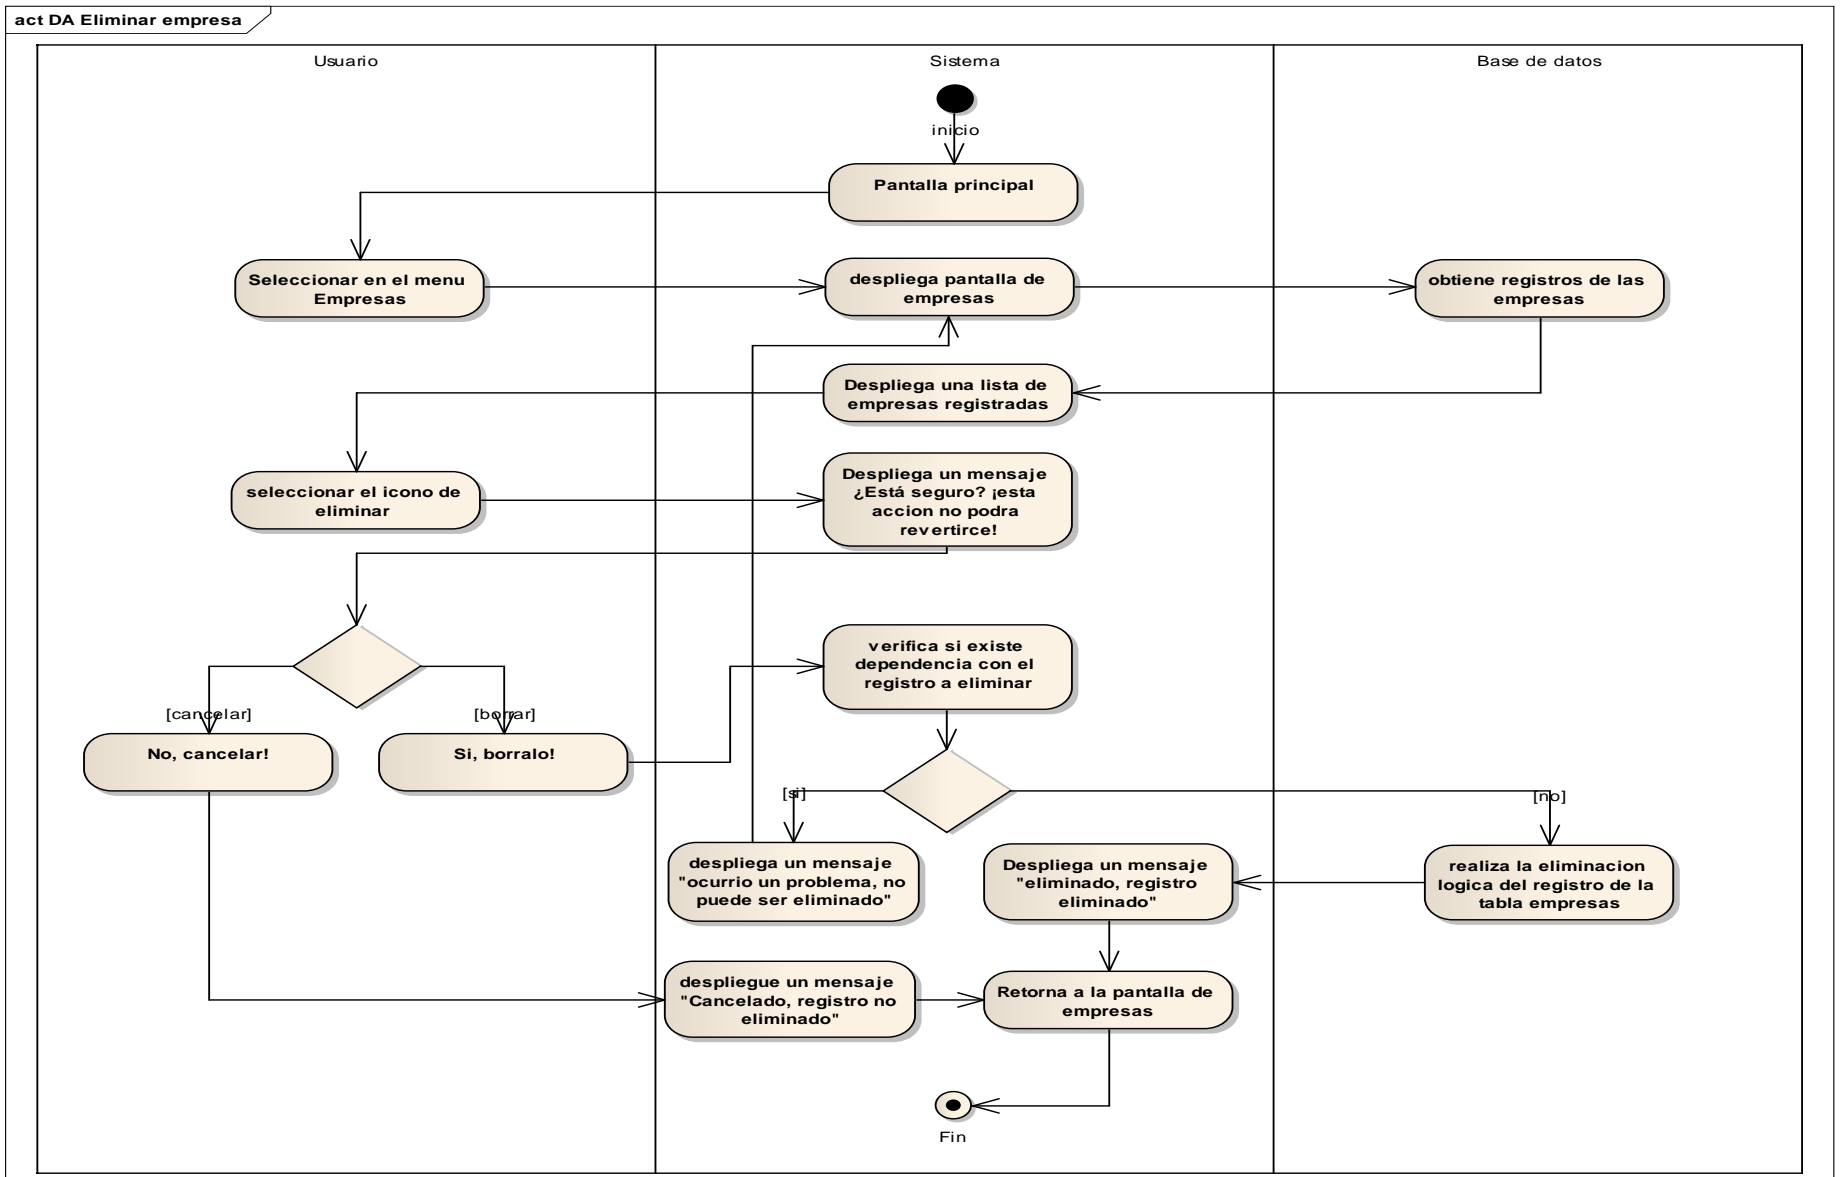 act DA Eliminar empresa
Usuario
Sistema
Base de datos
inicio
Pantalla principal
Seleccionar en el menu
Empresas
despliega pantalla de
empresas
obtiene registros de las
empresas
Despliega una lista de
empresas registradas
seleccionar el icono de
eliminar
Despliega un mensaje
¿Está seguro? ¡esta
accion no podra
revertirce!
verifica si existe
dependencia con el
registro a eliminar
[cancelar]
[borrar]
No, cancelar!
Si, borralo!
[si]
[no]
despliega un mensaje
"ocurrio un problema, no
puede ser eliminado"
Despliega un mensaje
"eliminado, registro
eliminado"
realiza la eliminacion
logica del registro de la
tabla empresas
despliegue un mensaje
"Cancelado, registro no
eliminado"
Retorna a la pantalla de
empresas
Fin